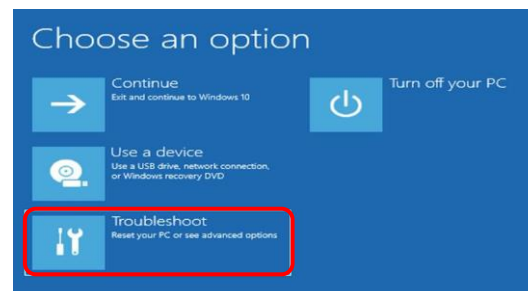 Choose an option
Continue
Exit and continue to Windows 10
Turn off your PC
Use a device
Use a USB drive, network connection,
or Windows recovery DVD
Troubleshoot
Reset your PC or see advanced options